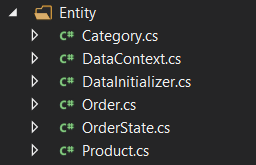 Entity
C# Category.cs
C# DataContext.cs
C# DataInitializer.cs
C# Order.cs
C# OrderState.cs
C# Product.cs